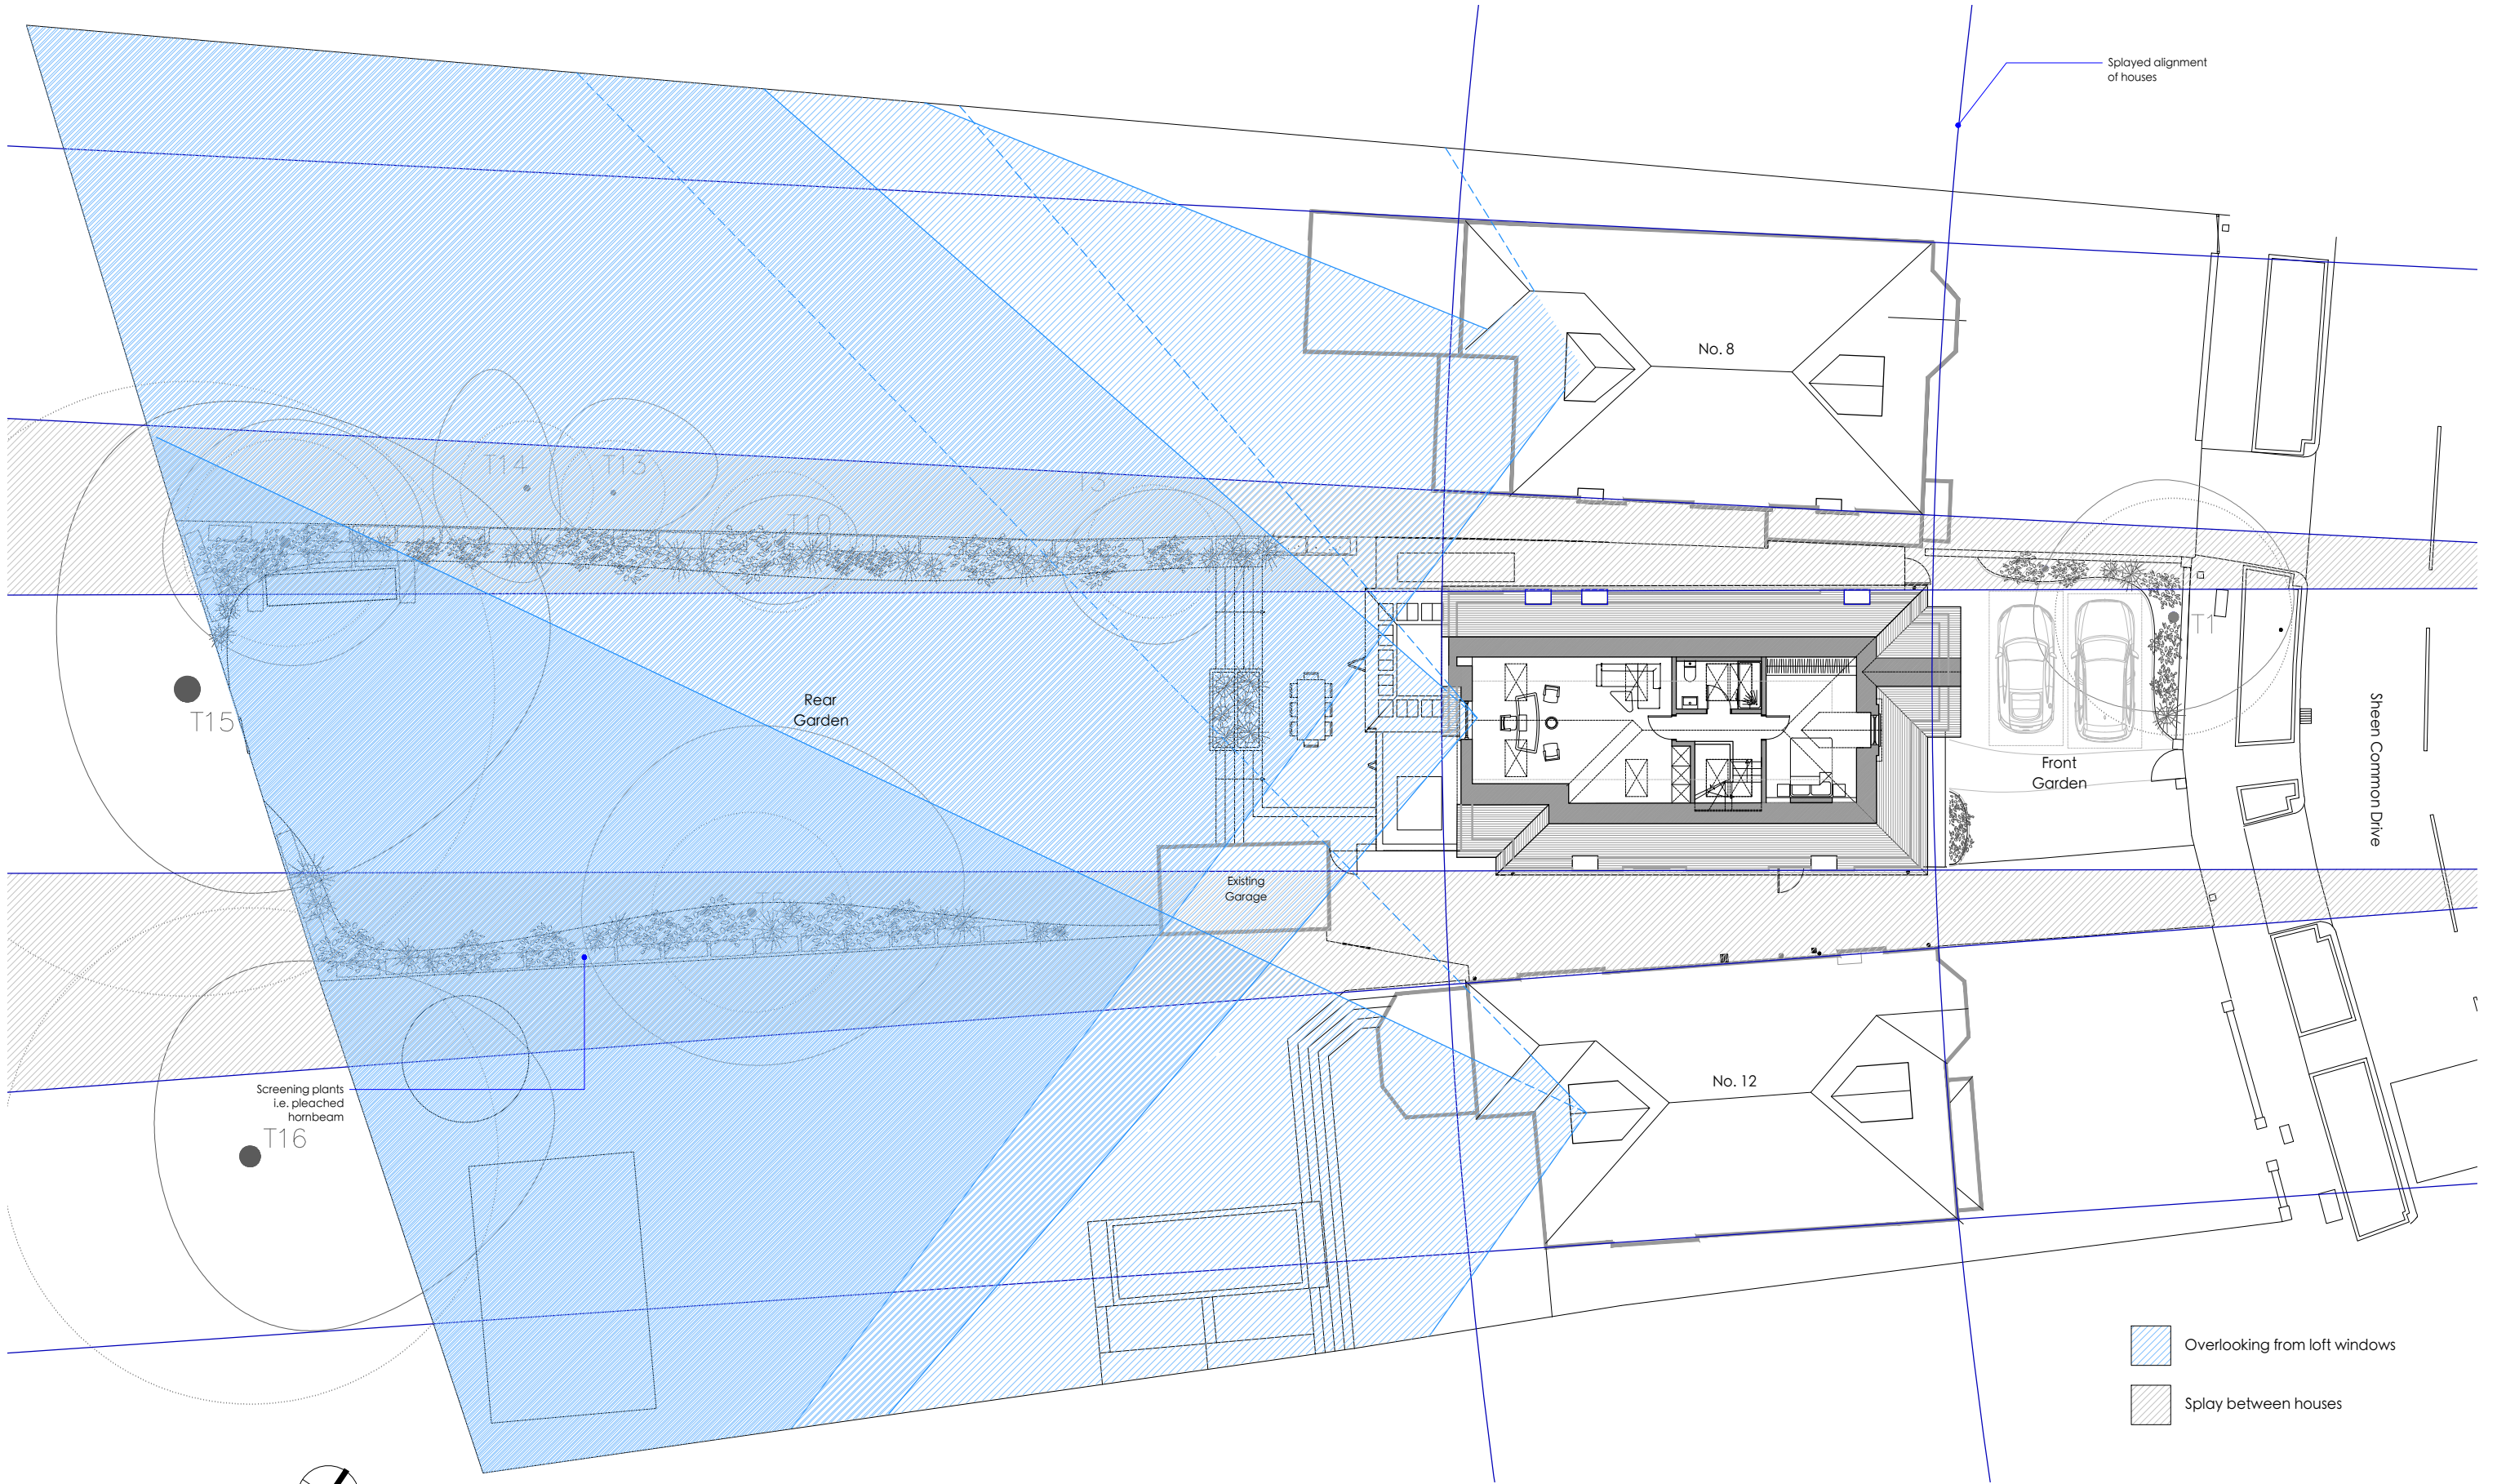 Splayed alignment
of houses
No. 8
T14
T13
T3
T10
T1
T15
Rear
Garden
Front
Garden
Sheen Common Drive
Existing
Garage
Screening plants
i.e. pleached
hornbeam
T16
No. 12
Overlooking from loft windows
Splay between houses